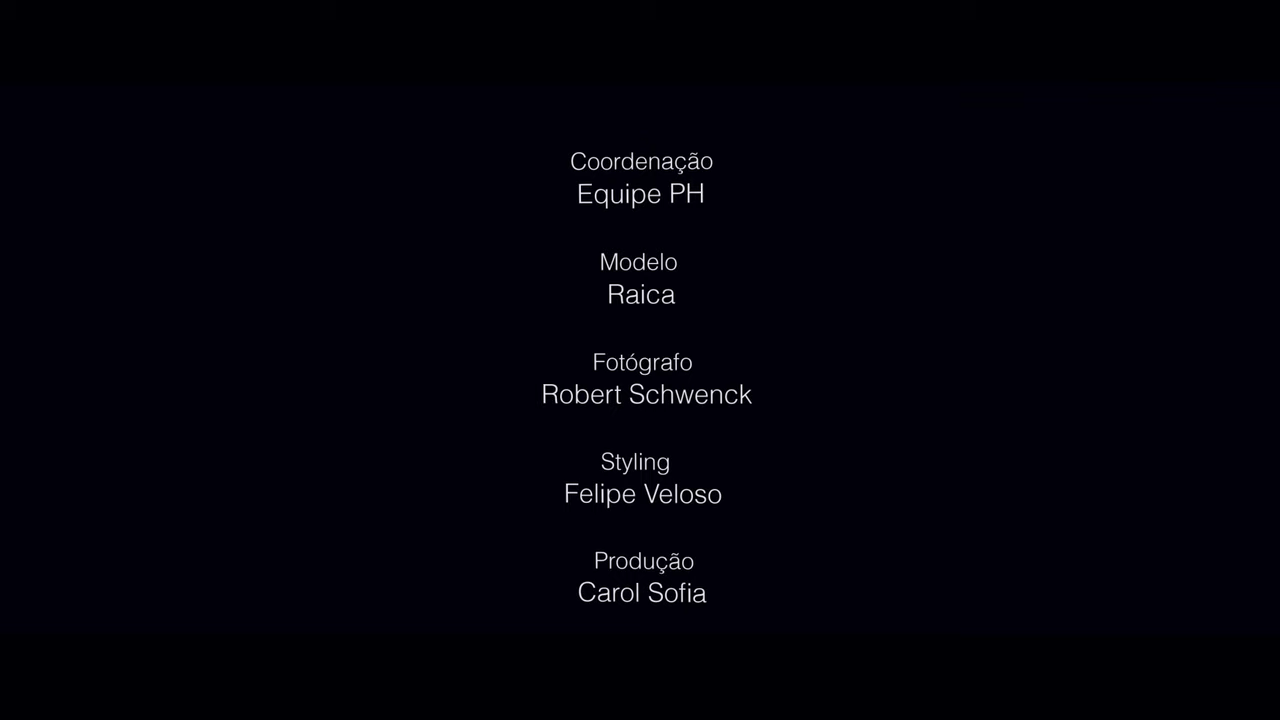 Coordenação
Equipe PH
Modelo
Raica
Fotógrafo
Robert Schwenck
Styling
Felipe Veloso
Produção
Carol Sofia